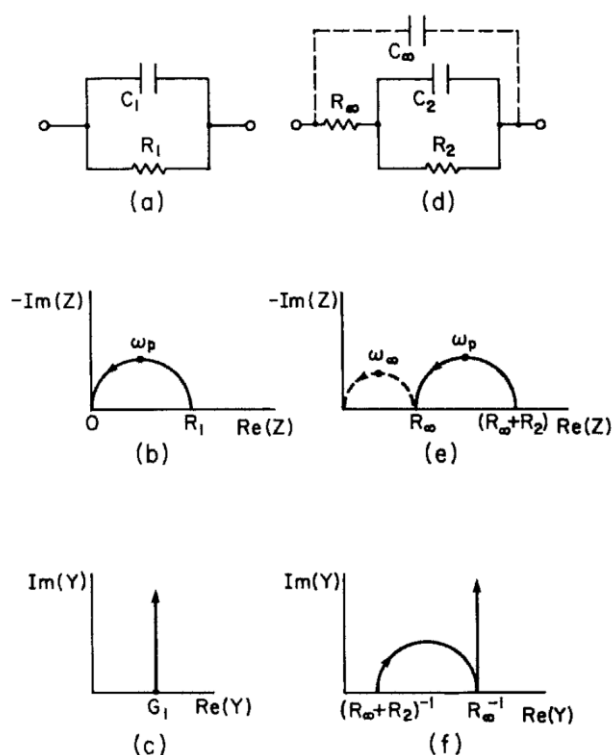 C₁
R₁
(a)
C∞
R∞
C₂
R₂
(d)
-Im(Z)
ωp
O
R₁
Re(Z)
(b)
-Im(Z)
ω∞
ωp
R∞
(R∞+R₂)
Re(Z)
(e)
Im(Y)
G₁
Re(Y)
(c)
Im(Y)
(R∞+R₂)⁻¹
R∞⁻¹
Re(Y)
(f)